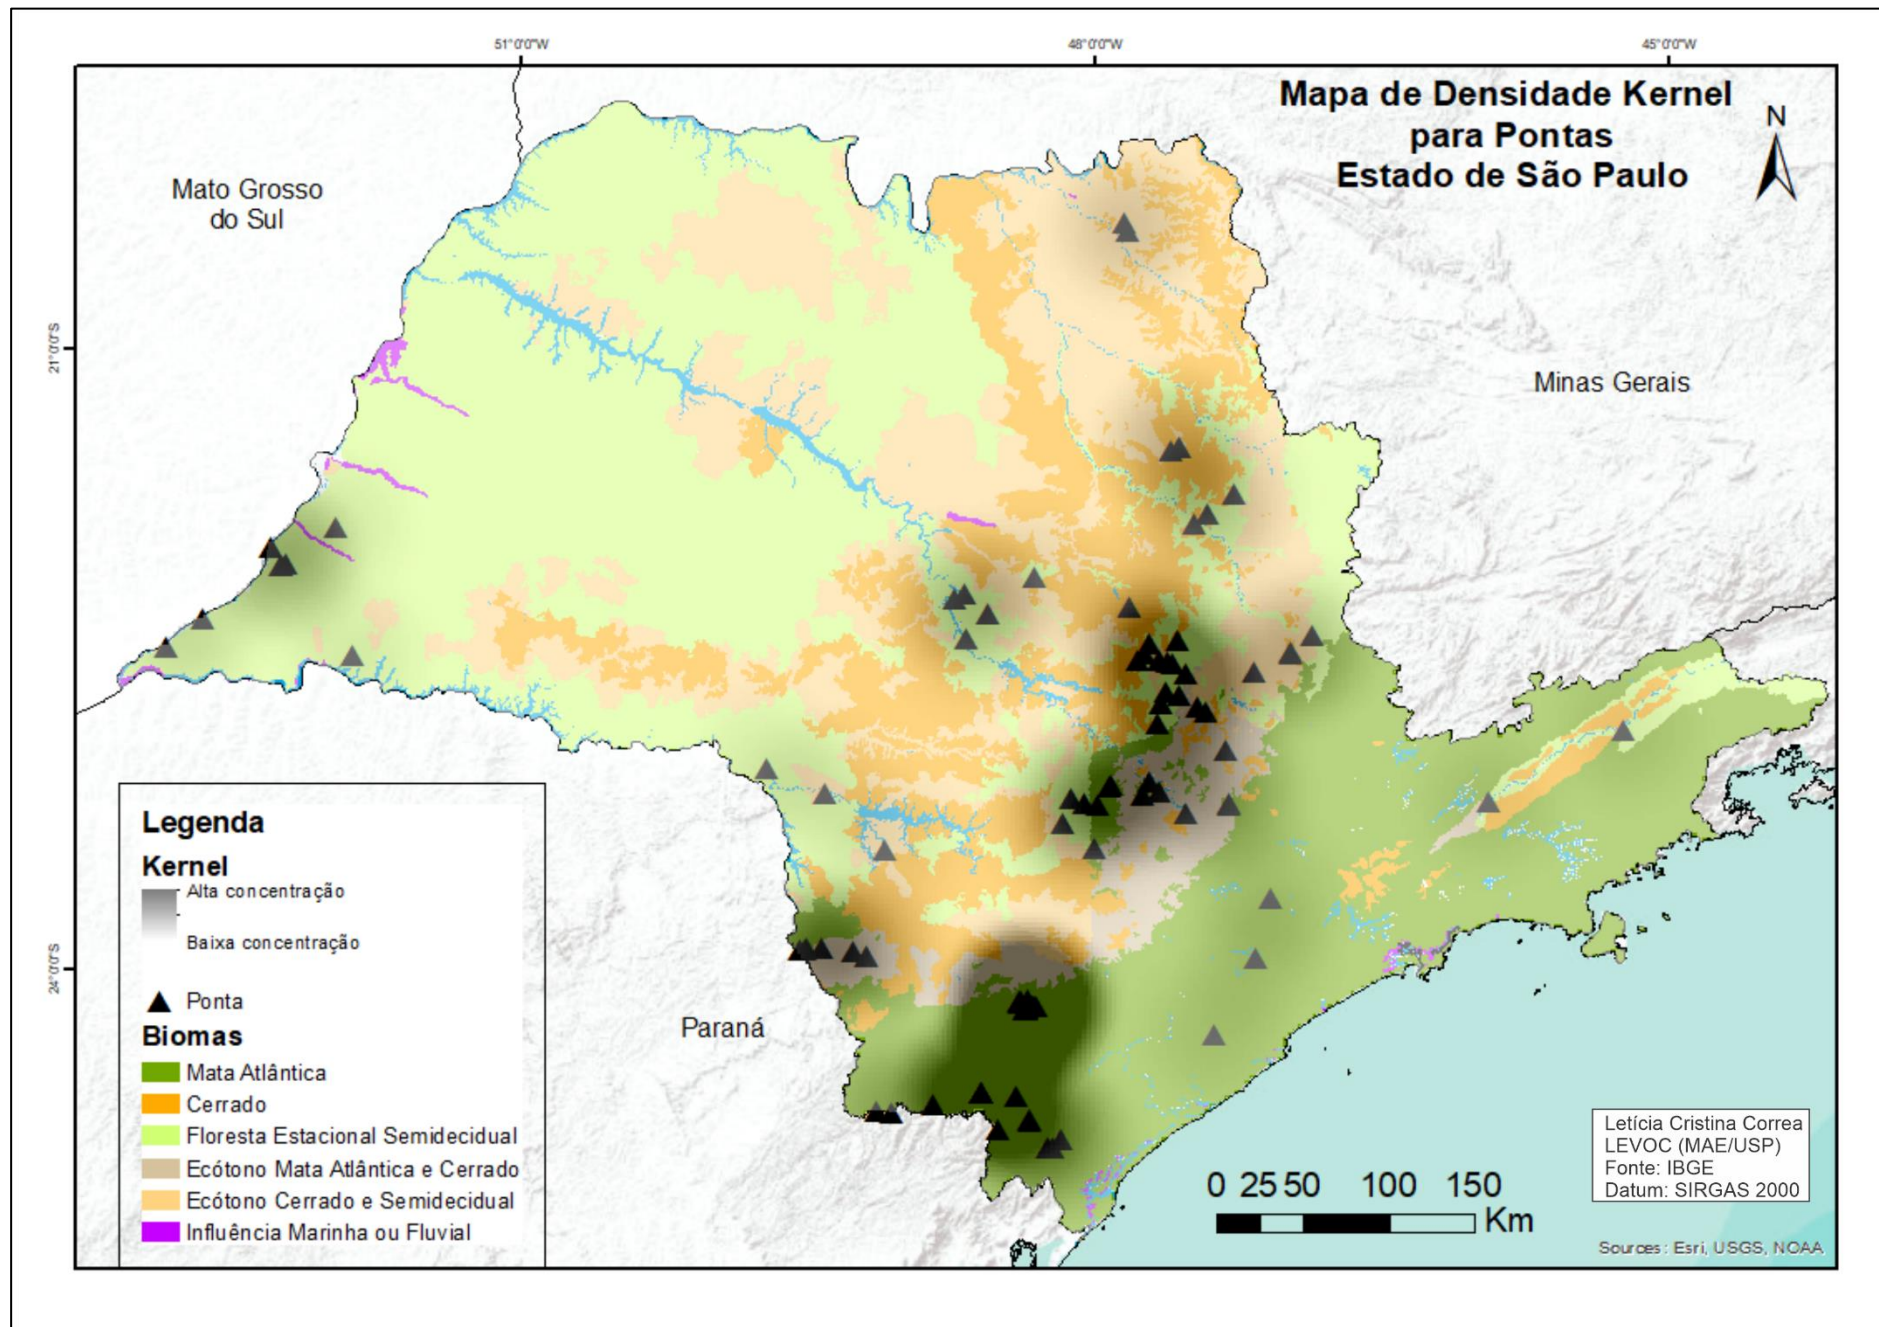 51°0'0"W
48°0'0"W
45°0'0"W
Mapa de Densidade Kernel
para Pontas
Estado de São Paulo
N
Mato Grosso
do Sul
21°0'0"S
Minas Gerais
Legenda
Kernel
Alta concentração
Baixa concentração
Ponta
Biomas
Mata Atlântica
Cerrado
Floresta Estacional Semidecidual
Ecótono Mata Atlântica e Cerrado
Ecótono Cerrado e Semidecidual
Influência Marinha ou Fluvial
24°0'0"S
Paraná
Letícia Cristina Correa
LEVOC (MAE/USP)
Fonte: IBGE
Datum: SIRGAS 2000
0 25 50 100 150
Km
Sources: Esri, USGS, NOAA